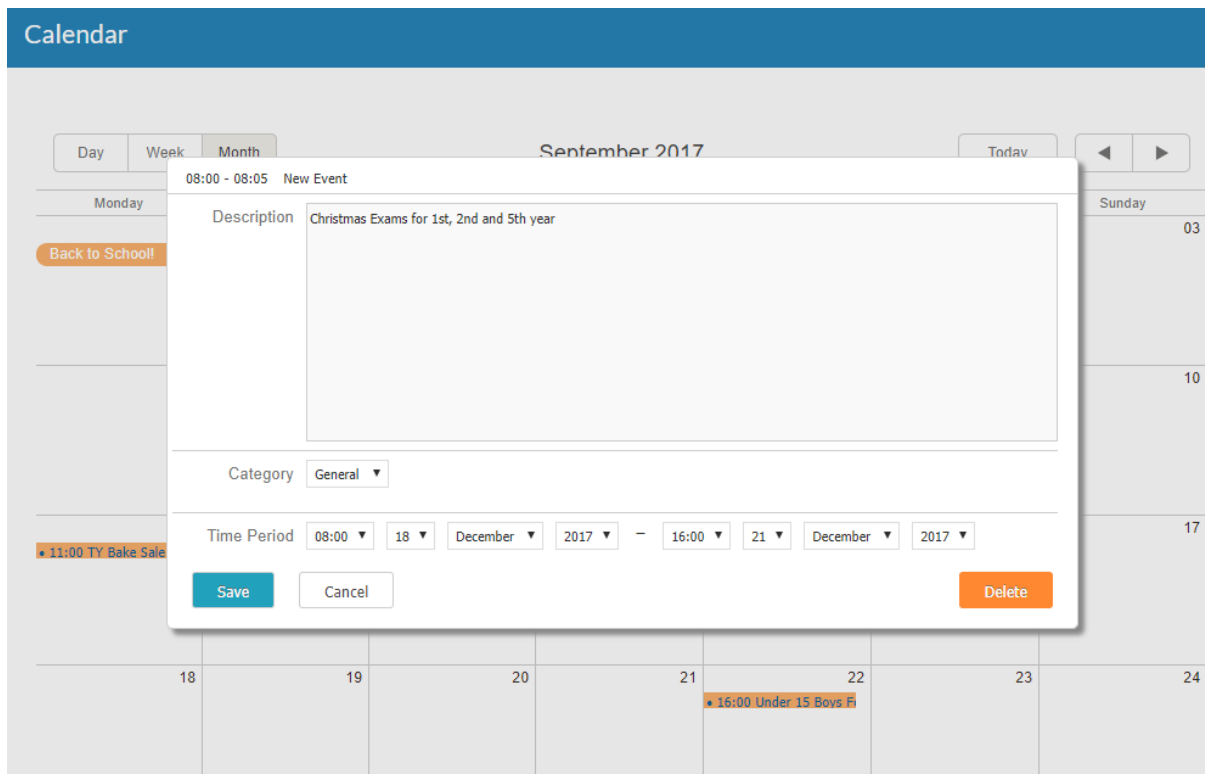 Calendar
Day Week Month September 2017 Today
08:00 - 08:05 New Event
Monday Sunday
Description Christmas Exams for 1st, 2nd and 5th year
03
Back to School!
10
Category General
17
Time Period 08:00 18 December 2017 – 16:00 21 December 2017
• 11:00 TY Bake Sale
Save Cancel Delete
18 19 20 21 22 23 24
• 16:00 Under 15 Boys